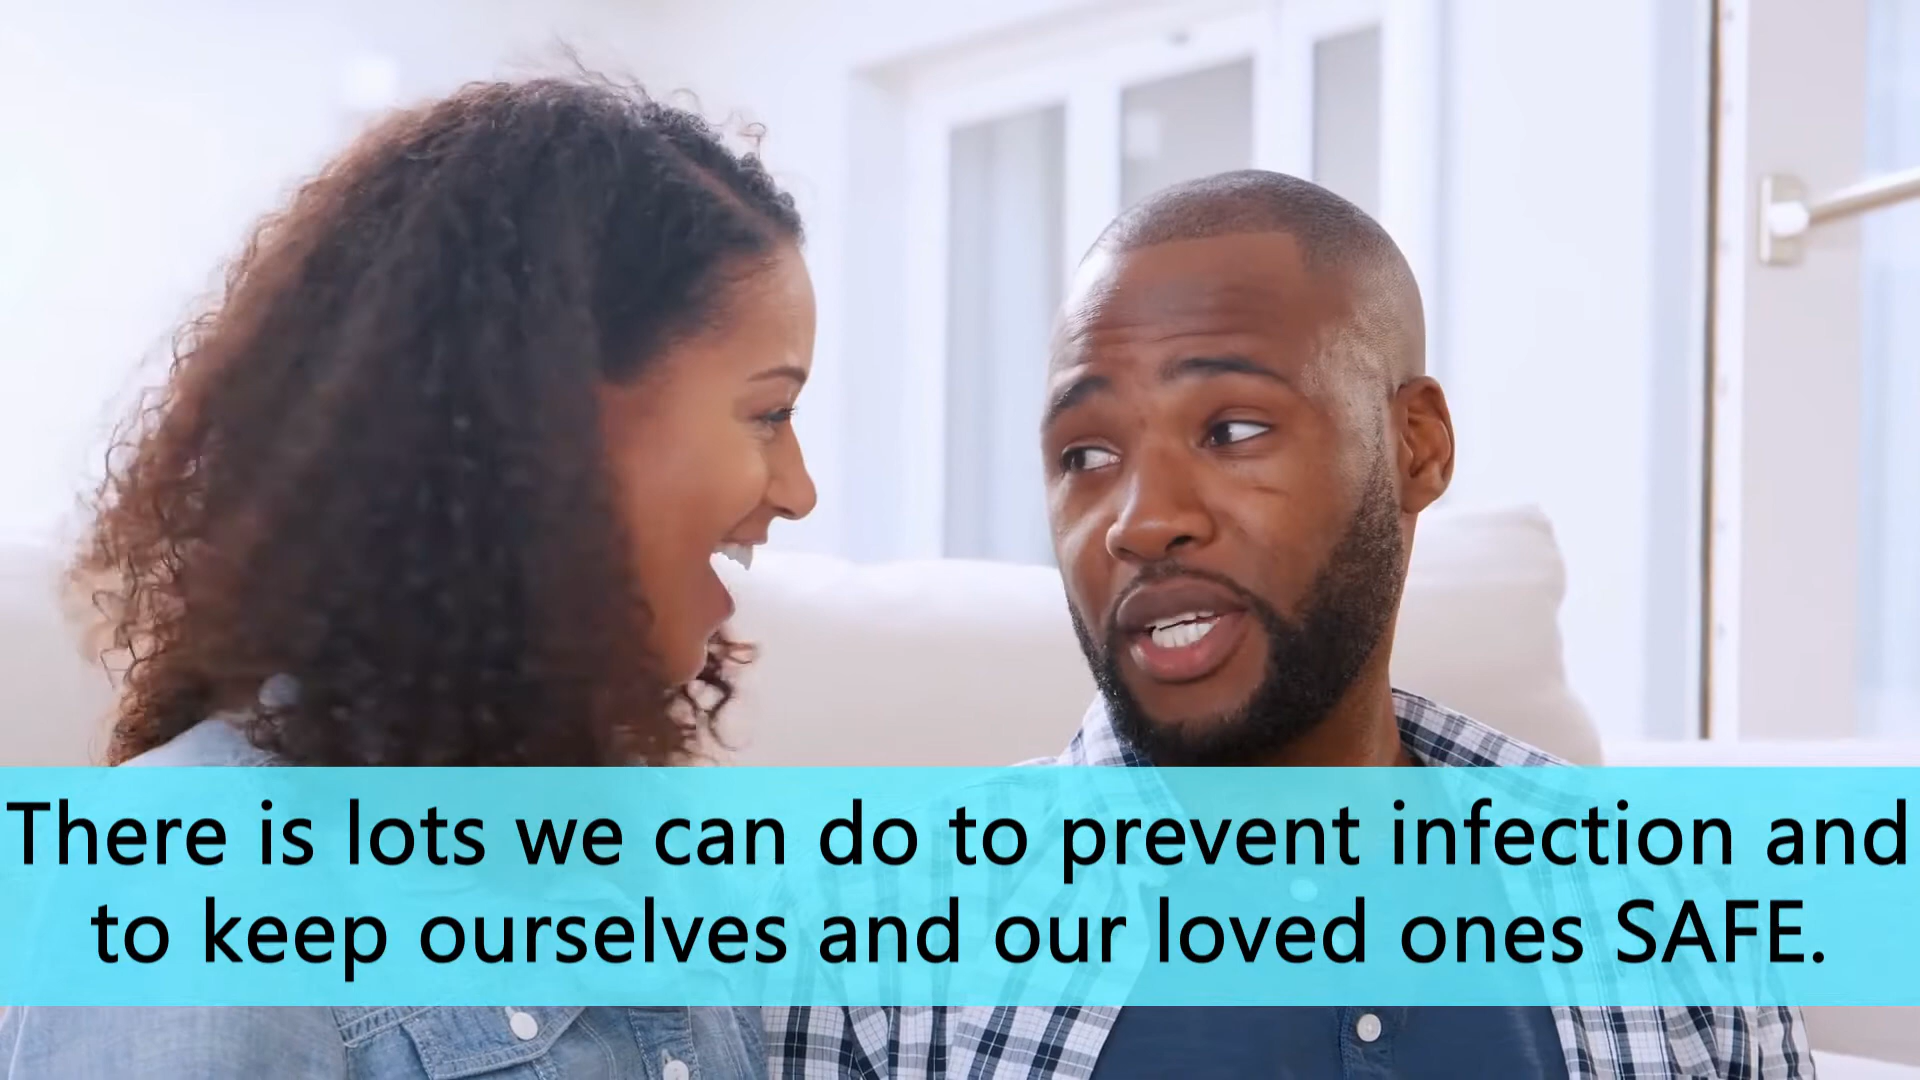 There is lots we can do to prevent infection and
to keep ourselves and our loved ones SAFE.